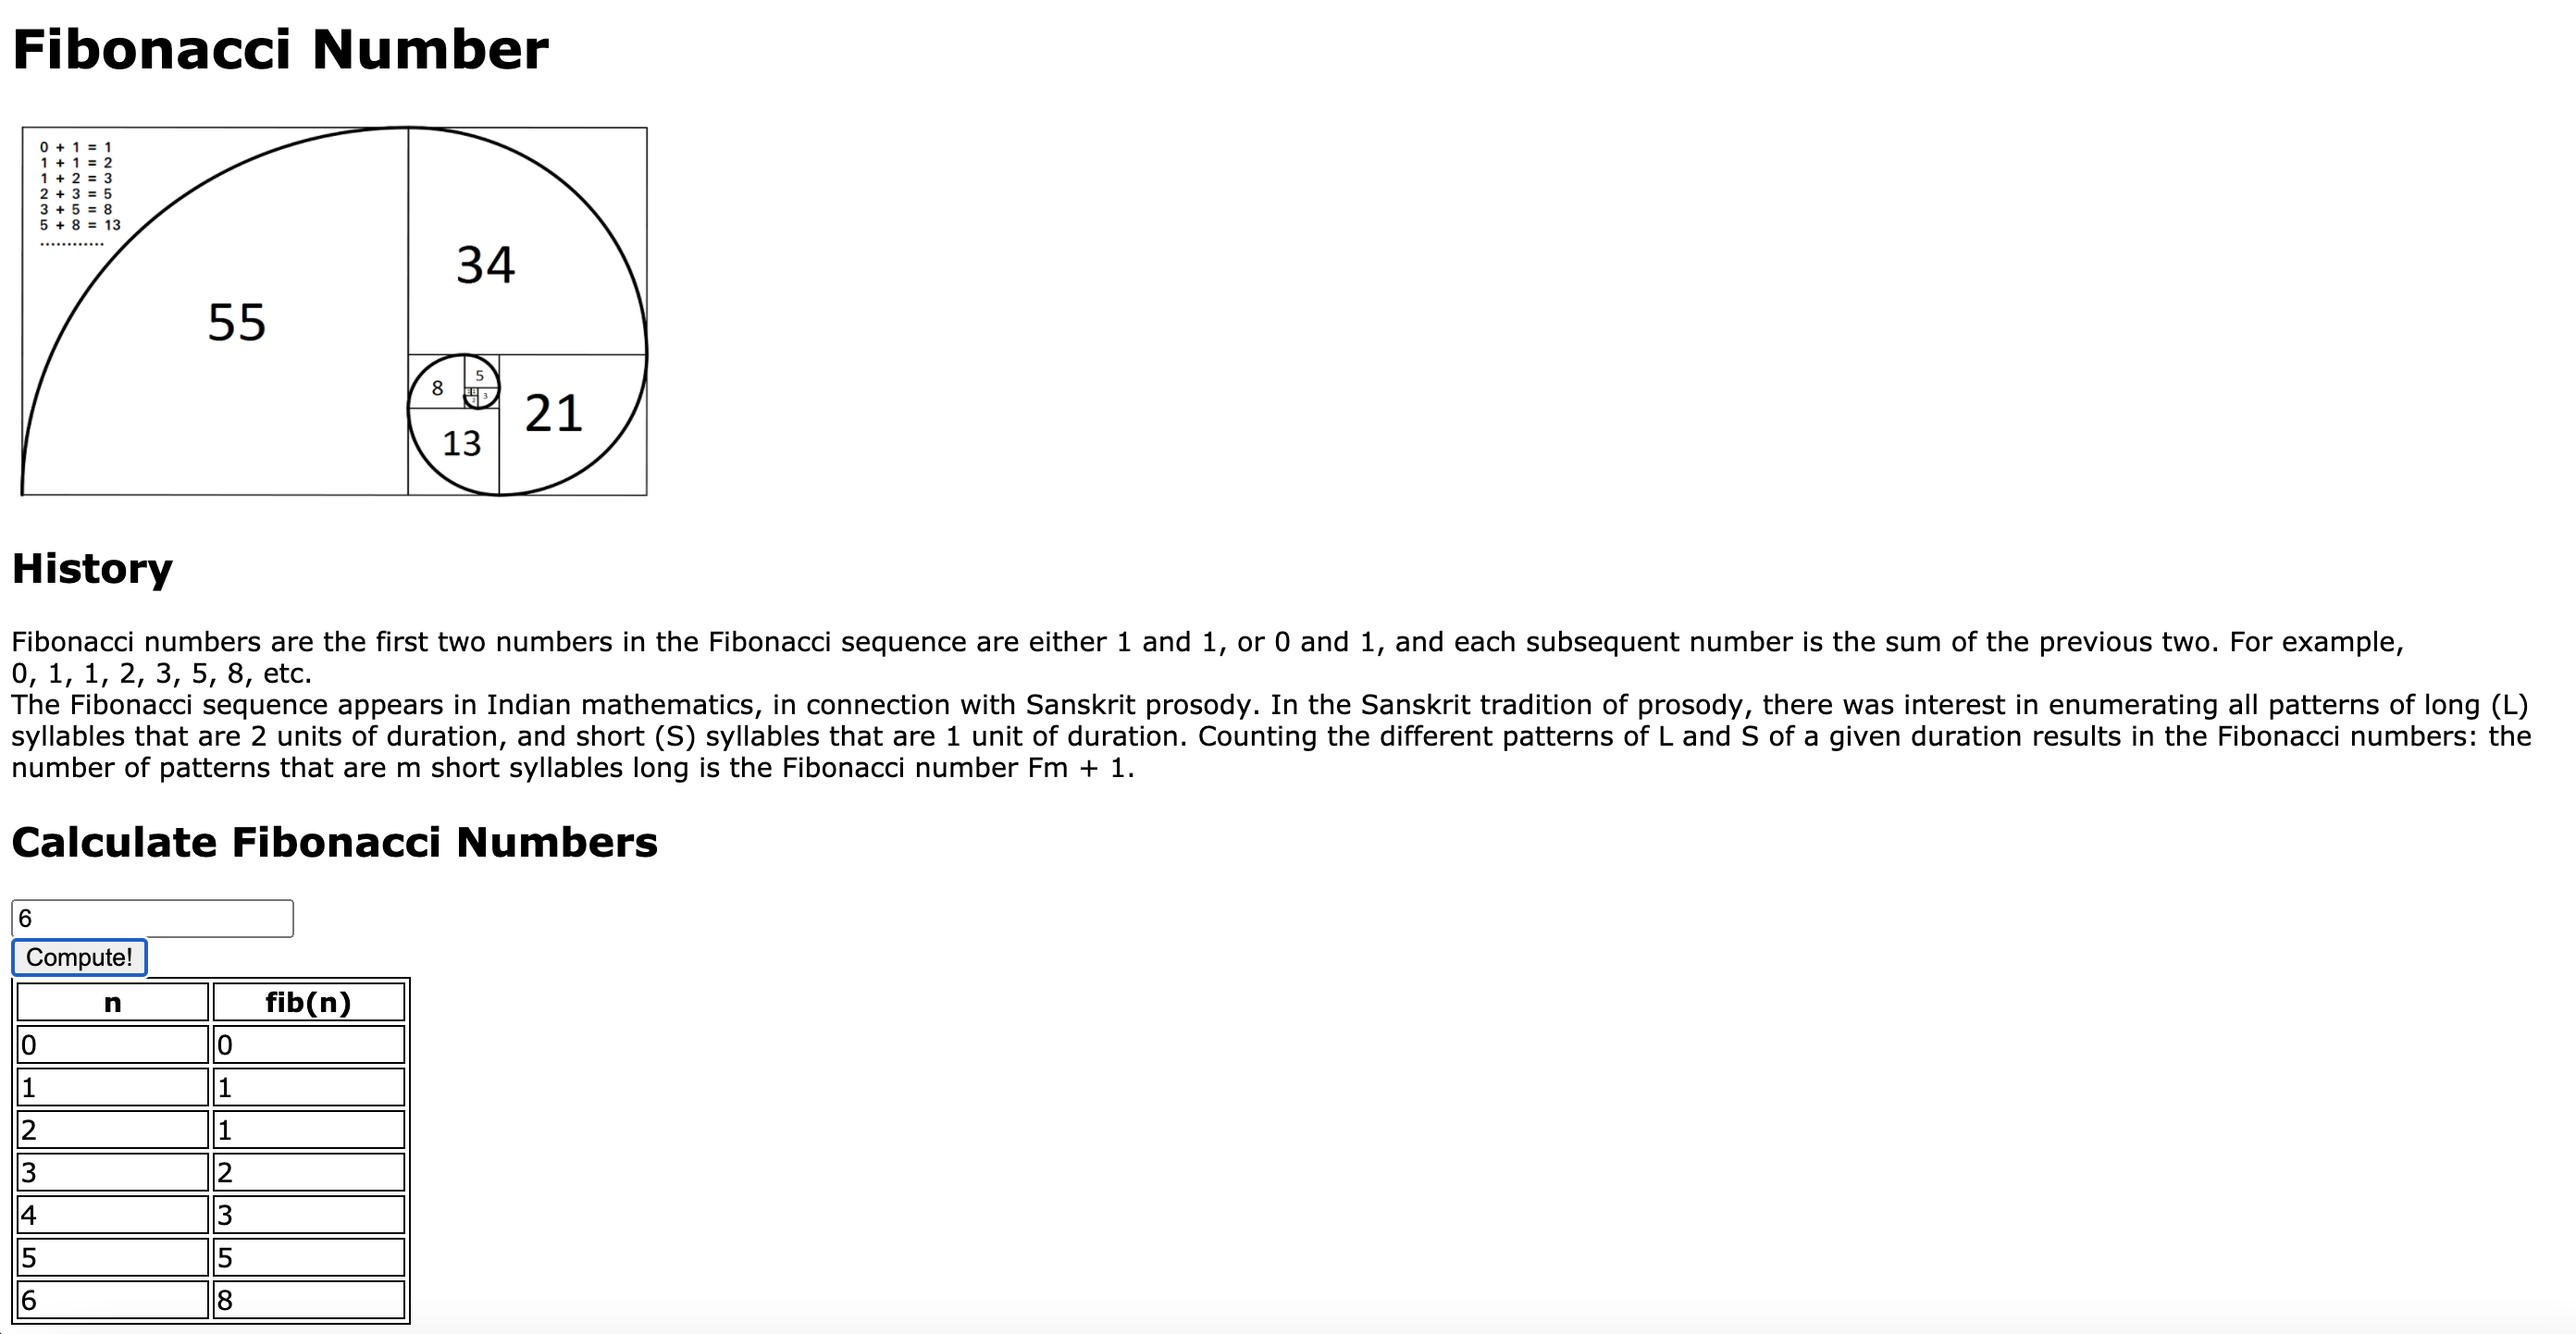 Fibonacci Number
0 + 1 = 1
1 + 1 = 2
1 + 2 = 3
2 + 3 = 5
3 + 5 = 8
5 + 8 = 13
............
34
55
5
8
3
21
13
History
Fibonacci numbers are the first two numbers in the Fibonacci sequence are either 1 and 1, or 0 and 1, and each subsequent number is the sum of the previous two. For example,
0, 1, 1, 2, 3, 5, 8, etc.
The Fibonacci sequence appears in Indian mathematics, in connection with Sanskrit prosody. In the Sanskrit tradition of prosody, there was interest in enumerating all patterns of long (L)
syllables that are 2 units of duration, and short (S) syllables that are 1 unit of duration. Counting the different patterns of L and S of a given duration results in the Fibonacci numbers: the
number of patterns that are m short syllables long is the Fibonacci number Fm + 1.
Calculate Fibonacci Numbers
6
Compute!
n fib(n)
0 0
1 1
2 1
3 2
4 3
5 5
6 8